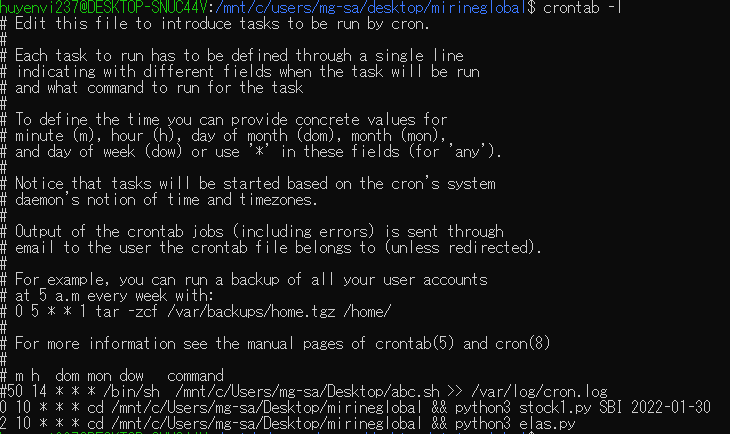 huyenvi237@DESKTOP-SNUC44V:/mnt/c/users/mg-sa/desktop/mirineglobal$ crontab -l
# Edit this file to introduce tasks to be run by cron.
#
# Each task to run has to be defined through a single line
# indicating with different fields when the task will be run
# and what command to run for the task
#
# To define the time you can provide concrete values for
# minute (m), hour (h), day of month (dom), month (mon),
# and day of week (dow) or use '*' in these fields (for 'any').
#
# Notice that tasks will be started based on the cron's system
# daemon's notion of time and timezones.
#
# Output of the crontab jobs (including errors) is sent through
# email to the user the crontab file belongs to (unless redirected).
#
# For example, you can run a backup of all your user accounts
# at 5 a.m every week with:
# 0 5 * * 1 tar -zcf /var/backups/home.tgz /home/
#
# For more information see the manual pages of crontab(5) and cron(8)
#
# m h  dom mon dow   command
#50 14 * * * /bin/sh  /mnt/c/Users/mg-sa/Desktop/abc.sh >> /var/log/cron.log
0 10 * * * cd /mnt/c/Users/mg-sa/Desktop/mirineglobal && python3 stock1.py SBI 2022-01-30
2 10 * * * cd /mnt/c/Users/mg-sa/Desktop/mirineglobal && python3 elas.py